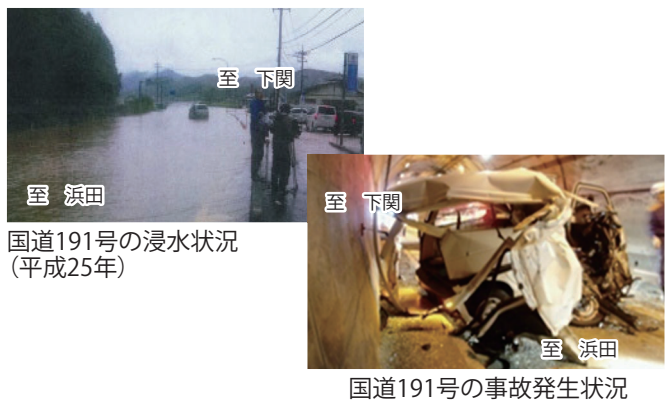 至　下関
至　浜田
国道191号の浸水状況
（平成25年）
至　下関
至　浜田
国道191号の事故発生状況